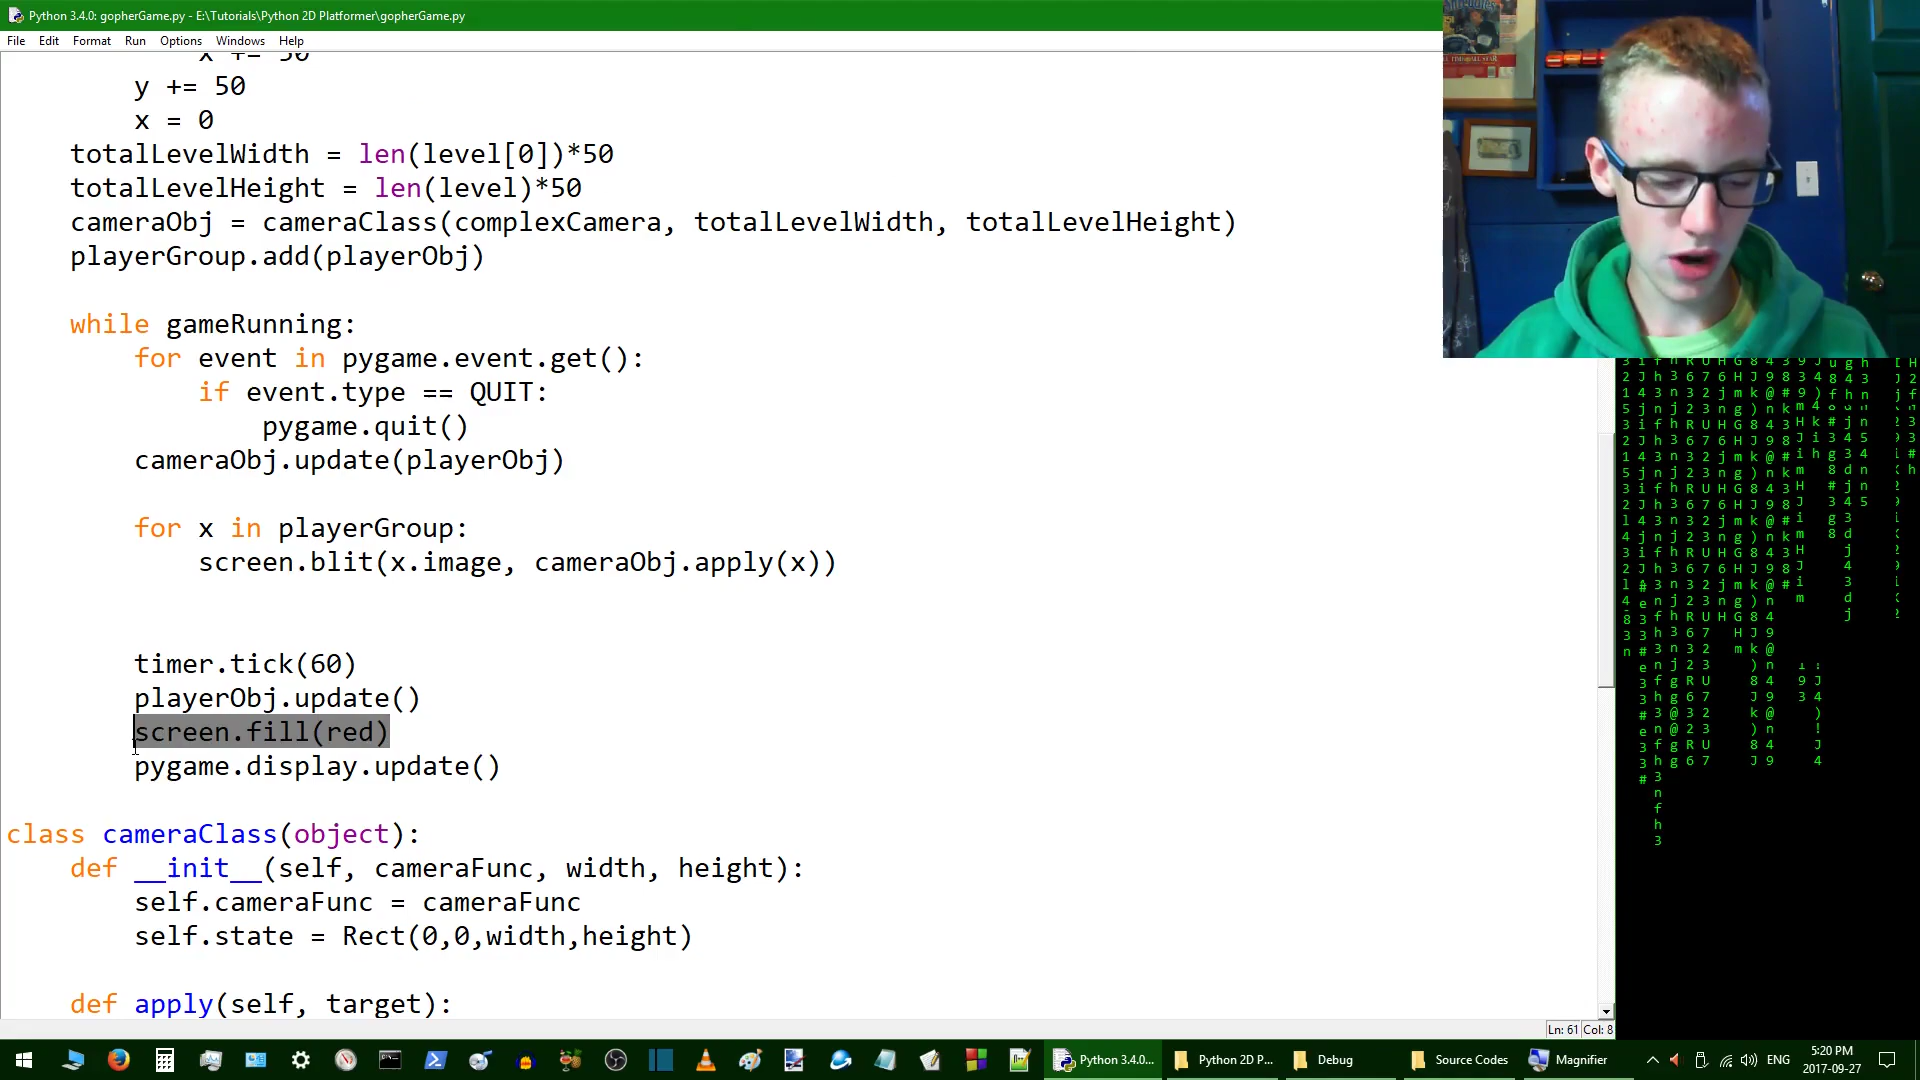 Python 3.4.0: gopherGame.py - E:\Tutorials\Python 2D Platformer\gopherGame.py
File Edit Format Run Options Windows Help
x += 50
y += 50
x = 0
totalLevelWidth = len(level[0])*50
totalLevelHeight = len(level)*50
cameraObj = cameraClass(complexCamera, totalLevelWidth, totalLevelHeight)
playerGroup.add(playerObj)
while gameRunning:
for event in pygame.event.get():
if event.type == QUIT:
pygame.quit()
cameraObj.update(playerObj)
for x in playerGroup:
screen.blit(x.image, cameraObj.apply(x))
timer.tick(60)
playerObj.update()
screen.fill(red)
pygame.display.update()
class cameraClass(object):
def __init__(self, cameraFunc, width, height):
self.cameraFunc = cameraFunc
self.state = Rect(0,0,width,height)
def apply(self, target):
Ln: 61 Col: 8
Python 3.4.0... Python 2D P... Debug Source Codes Magnifier ENG 5:20 PM
2017-09-27